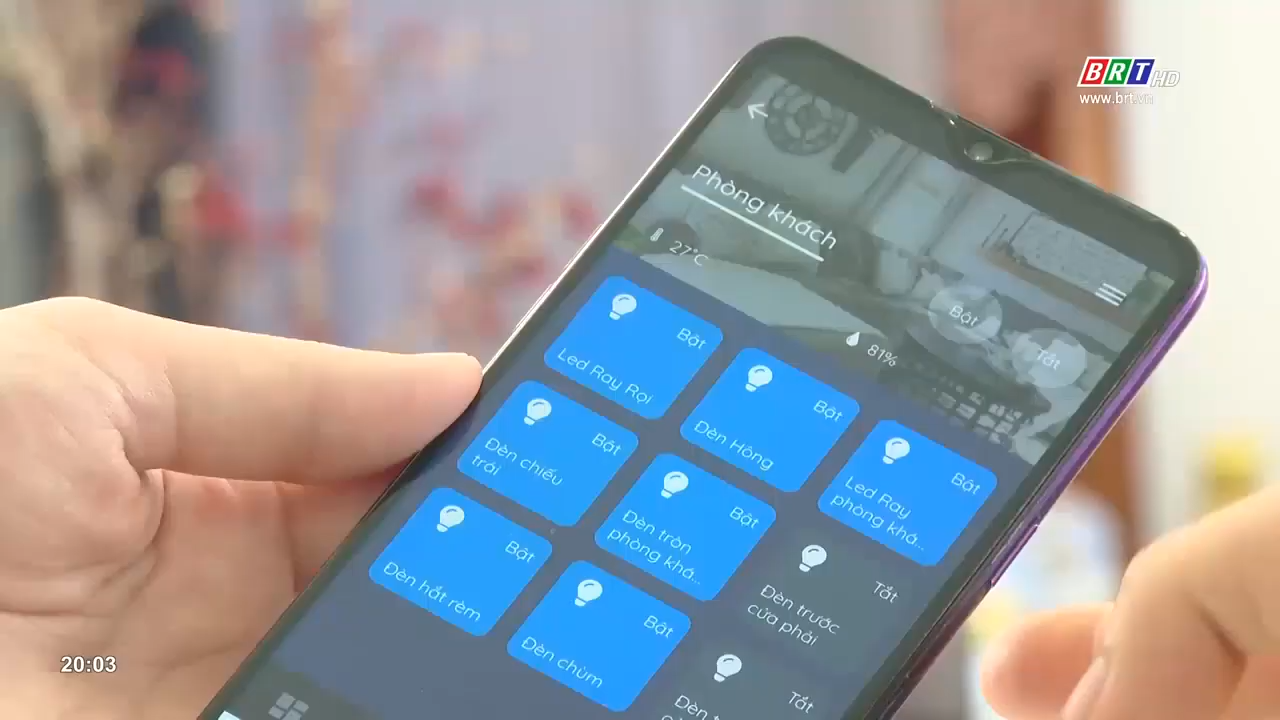 BRT HD
www.brt.vn
Phòng khách
27°C
81%
Bật
Tắt
Bật
Led Ray Rọi
Bật
Đèn Hông
Bật
Led Ray
phòng khá...
Bật
Đèn chiếu
trái
Bật
Đèn tròn
phòng khá...
Tắt
Đèn trước
cửa phải
Bật
Đèn hắt rèm
Bật
Đèn chùm
Tắt
20:03